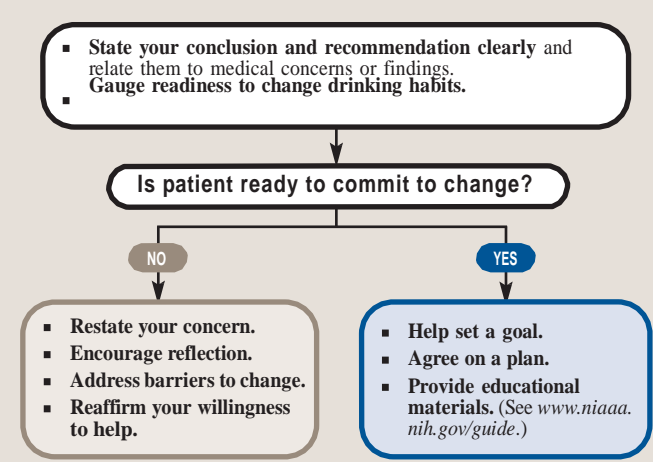 ▪ State your conclusion and recommendation clearly and
relate them to medical concerns or findings.
▪ Gauge readiness to change drinking habits.
Is patient ready to commit to change?
NO
YES
▪ Restate your concern.
▪ Encourage reflection.
▪ Address barriers to change.
▪ Reaffirm your willingness
to help.
▪ Help set a goal.
▪ Agree on a plan.
▪ Provide educational
materials. (See www.niaaa.
nih.gov/guide.)